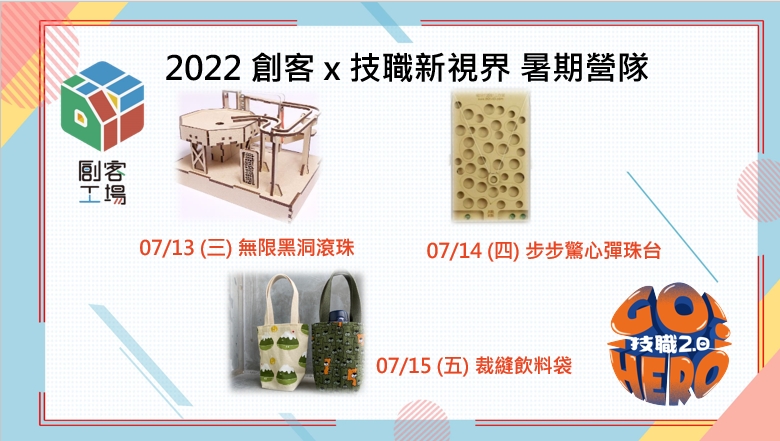 2022 創客 x 技職新視界 暑期營隊
創客
工場
07/13 (三) 無限黑洞滾珠
07/14 (四) 步步驚心彈珠台
07/15 (五) 裁縫飲料袋
GO!
技職2.0
HERO